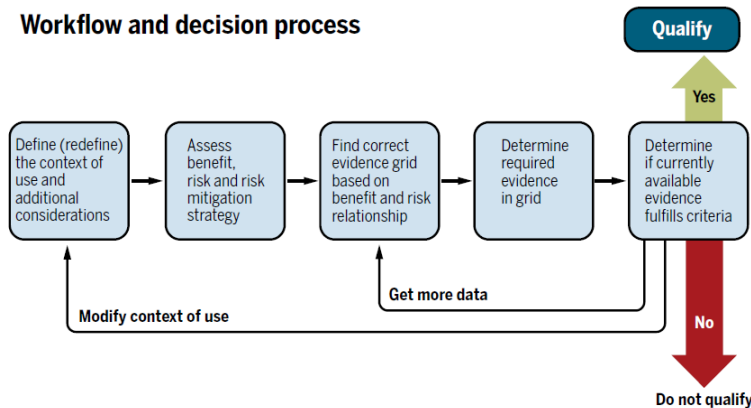 Workflow and decision process
Qualify
Yes
Define (redefine)
the context of
use and
additional
considerations
Assess
benefit,
risk and risk
mitigation
strategy
Find correct
evidence grid
based on
benefit and risk
relationship
Determine
required
evidence
in grid
Determine
if currently
available
evidence
fulfills criteria
Get more data
Modify context of use
No
Do not qualify